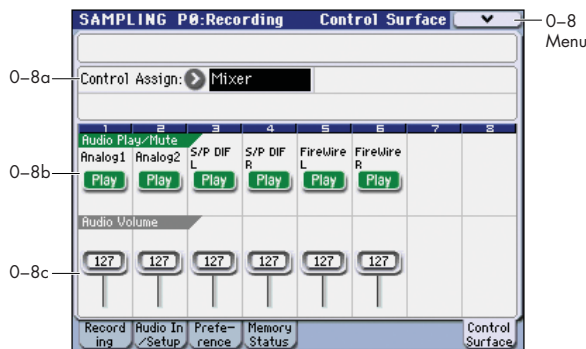 SAMPLING P0:Recording Control Surface
0–8
Menu
0–8a
Control Assign: Mixer
1 2 3 4 5 6 7 8
Audio Play/Mute
Analog1 Analog2 S/P DIF L S/P DIF R FireWire L FireWire R
0–8b
Play Play Play Play Play Play
Audio Volume
0–8c
127 127 127 127 127 127
Recording Audio In/Setup Prefe-rence Memory Status Control Surface